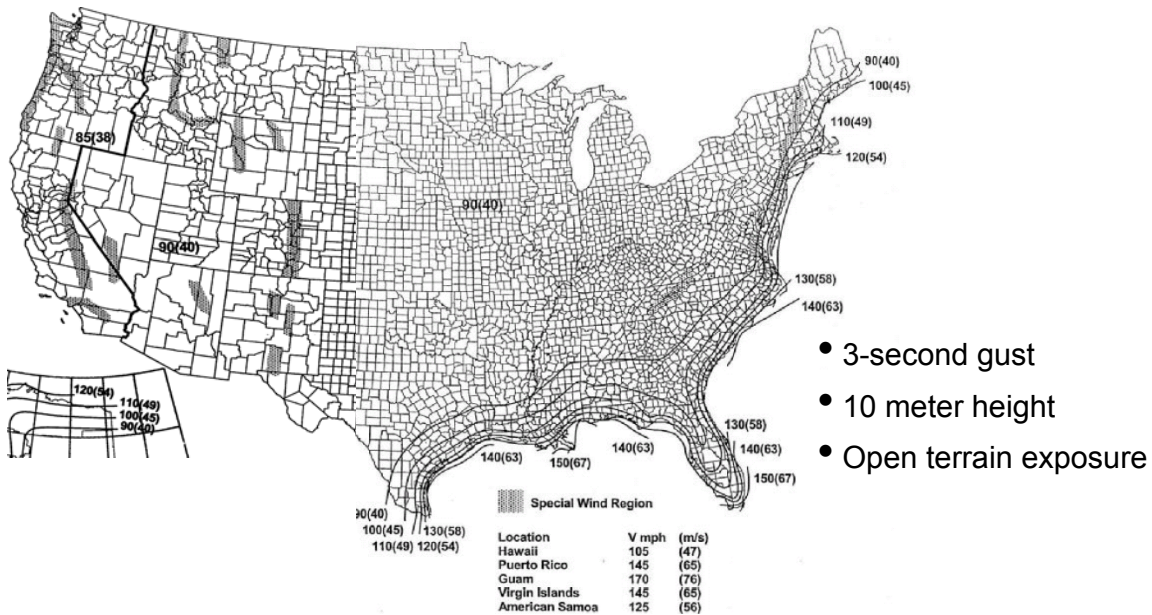 90(40)
100(45)
110(49)
120(54)
85(38)
90(40)
90(40)
130(58)
140(63)
• 3-second gust
• 10 meter height
• Open terrain exposure
120(54)
110(49)
100(45)
90(40)
130(58)
140(63)
150(67)
140(63)
150(67)
140(63)
90(40)
100(45)
130(58)
110(49)
120(54)
Special Wind Region
Location V mph (m/s)
Hawaii 105 (47)
Puerto Rico 145 (65)
Guam 170 (76)
Virgin Islands 145 (65)
American Samoa 125 (56)